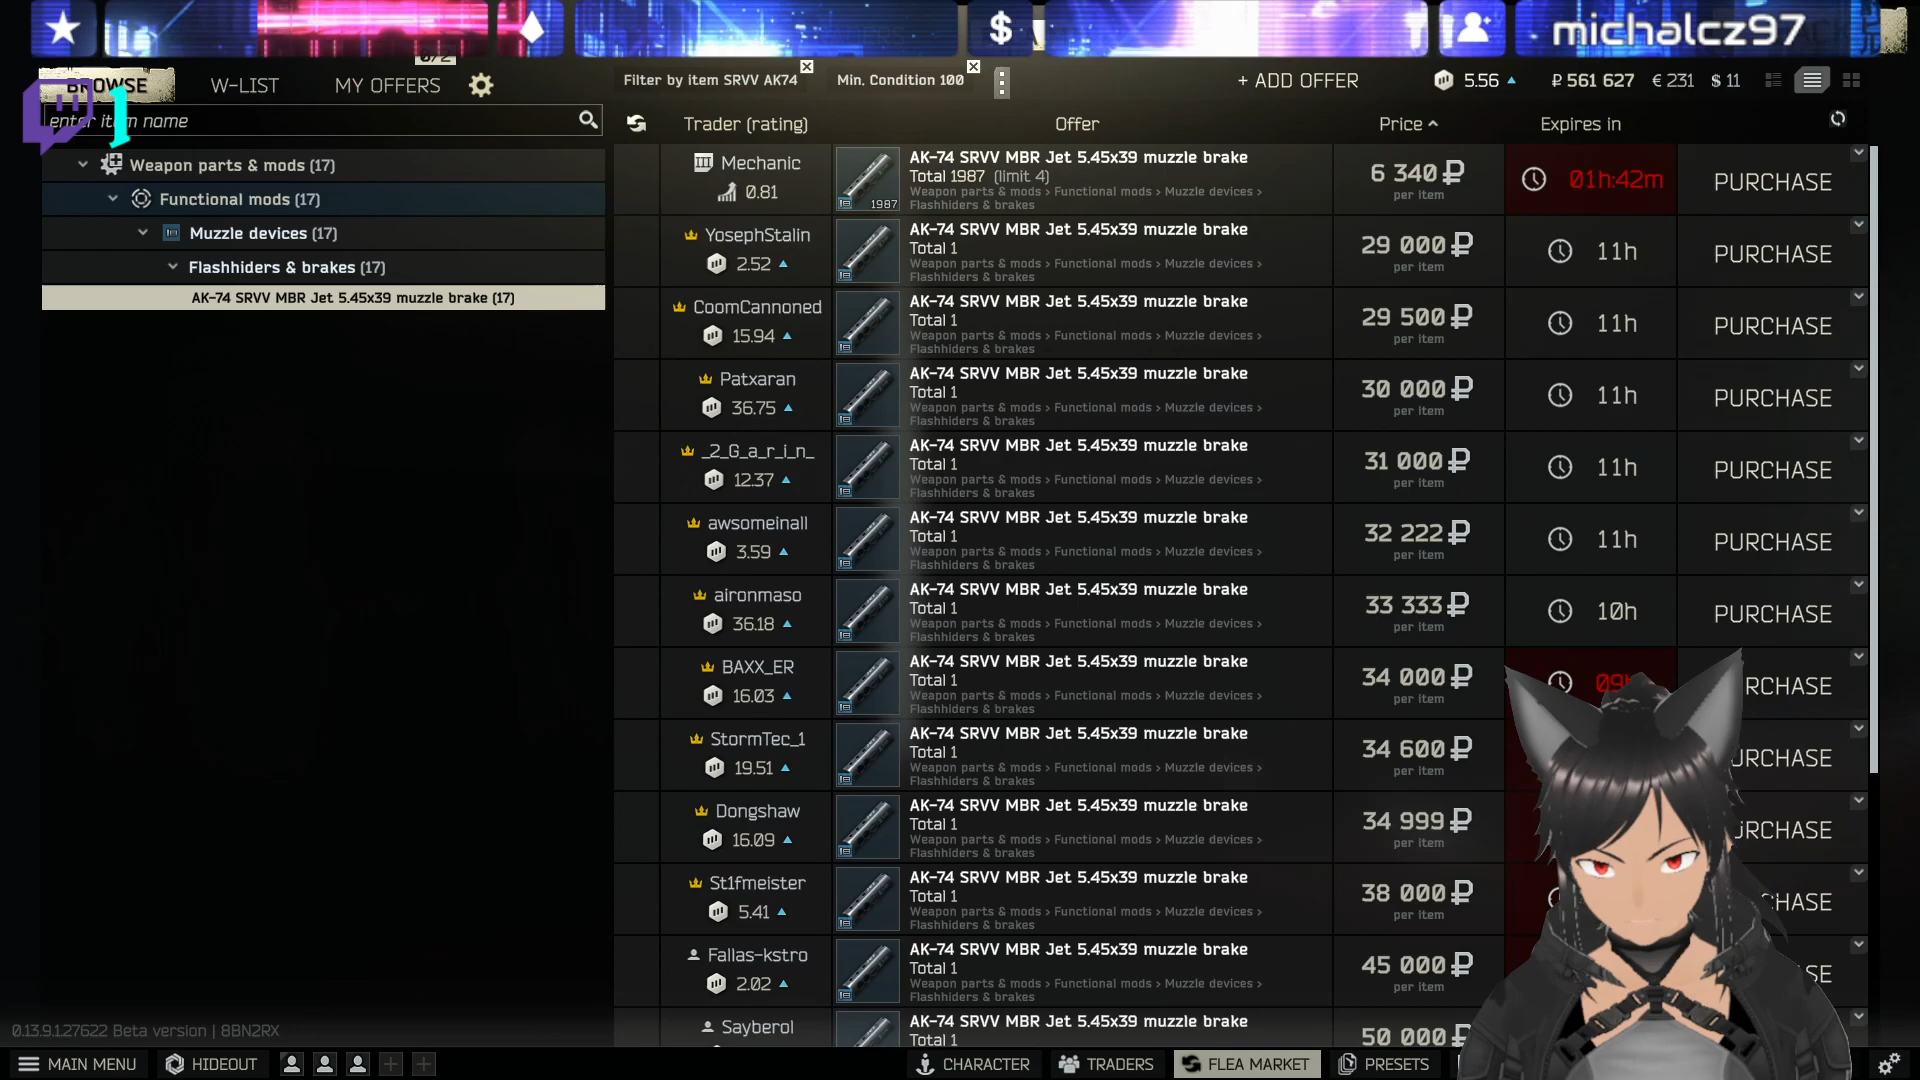 michalcz97
BROWSE
W-LIST
MY OFFERS
Filter by item SRVV AK74
Min. Condition 100
+ ADD OFFER
5.56
₽ 561 627
€ 231
$ 11
1
enter item name
Trader (rating)
Offer
Price
Expires in
Weapon parts & mods (17)
Functional mods (17)
Muzzle devices (17)
Flashhiders & brakes (17)
AK-74 SRVV MBR Jet 5.45x39 muzzle brake (17)
Mechanic
0.81
1987
AK-74 SRVV MBR Jet 5.45x39 muzzle brake
Total 1987 (limit 4)
Weapon parts & mods > Functional mods > Muzzle devices >
Flashhiders & brakes
6 340 ₽
per item
01h:42m
PURCHASE
YosephStalin
2.52
AK-74 SRVV MBR Jet 5.45x39 muzzle brake
Total 1
Weapon parts & mods > Functional mods > Muzzle devices >
Flashhiders & brakes
29 000 ₽
per item
11h
PURCHASE
CoomCannoned
15.94
AK-74 SRVV MBR Jet 5.45x39 muzzle brake
Total 1
Weapon parts & mods > Functional mods > Muzzle devices >
Flashhiders & brakes
29 500 ₽
per item
11h
PURCHASE
Patxaran
36.75
AK-74 SRVV MBR Jet 5.45x39 muzzle brake
Total 1
Weapon parts & mods > Functional mods > Muzzle devices >
Flashhiders & brakes
30 000 ₽
per item
11h
PURCHASE
_2_G_a_r_i_n_
12.37
AK-74 SRVV MBR Jet 5.45x39 muzzle brake
Total 1
Weapon parts & mods > Functional mods > Muzzle devices >
Flashhiders & brakes
31 000 ₽
per item
11h
PURCHASE
awsomeinall
3.59
AK-74 SRVV MBR Jet 5.45x39 muzzle brake
Total 1
Weapon parts & mods > Functional mods > Muzzle devices >
Flashhiders & brakes
32 222 ₽
per item
11h
PURCHASE
aironmaso
36.18
AK-74 SRVV MBR Jet 5.45x39 muzzle brake
Total 1
Weapon parts & mods > Functional mods > Muzzle devices >
Flashhiders & brakes
33 333 ₽
per item
10h
PURCHASE
BAXX_ER
16.03
AK-74 SRVV MBR Jet 5.45x39 muzzle brake
Total 1
Weapon parts & mods > Functional mods > Muzzle devices >
Flashhiders & brakes
34 000 ₽
per item
RCHASE
StormTec_1
19.51
AK-74 SRVV MBR Jet 5.45x39 muzzle brake
Total 1
Weapon parts & mods > Functional mods > Muzzle devices >
Flashhiders & brakes
34 600 ₽
per item
RCHASE
Dongshaw
16.09
AK-74 SRVV MBR Jet 5.45x39 muzzle brake
Total 1
Weapon parts & mods > Functional mods > Muzzle devices >
Flashhiders & brakes
34 999 ₽
per item
RCHASE
St1fmeister
5.41
AK-74 SRVV MBR Jet 5.45x39 muzzle brake
Total 1
Weapon parts & mods > Functional mods > Muzzle devices >
Flashhiders & brakes
38 000 ₽
per item
CHASE
Fallas-kstro
2.02
AK-74 SRVV MBR Jet 5.45x39 muzzle brake
Total 1
Weapon parts & mods > Functional mods > Muzzle devices >
Flashhiders & brakes
45 000 ₽
per item
SE
Sayberol
AK-74 SRVV MBR Jet 5.45x39 muzzle brake
50 000 ₽
0.13.9.1.27622 Beta version | 8BN2RX
MAIN MENU
HIDEOUT
CHARACTER
TRADERS
FLEA MARKET
PRESETS